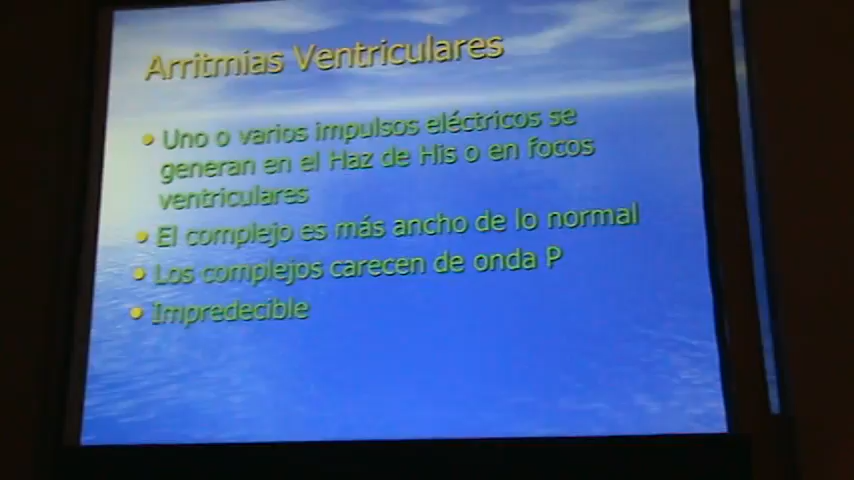 Arritmias Ventriculares
• Uno o varios impulsos eléctricos se
generan en el Haz de His o en focos
ventriculares
• El complejo es más ancho de lo normal
• Los complejos carecen de onda P
• Impredecible